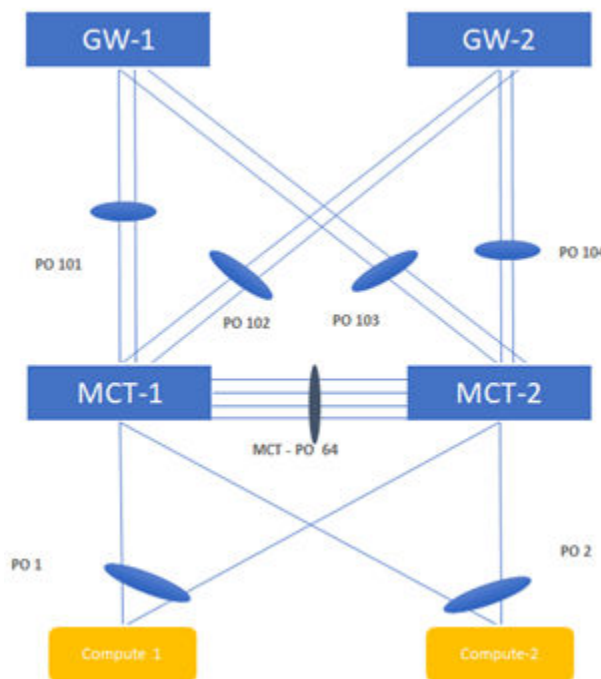 GW-1
GW-2
PO 101
PO 104
PO 102
PO 103
MCT-1
MCT-2
MCT - PO 64
PO 1
PO 2
Compute 1
Compute-2